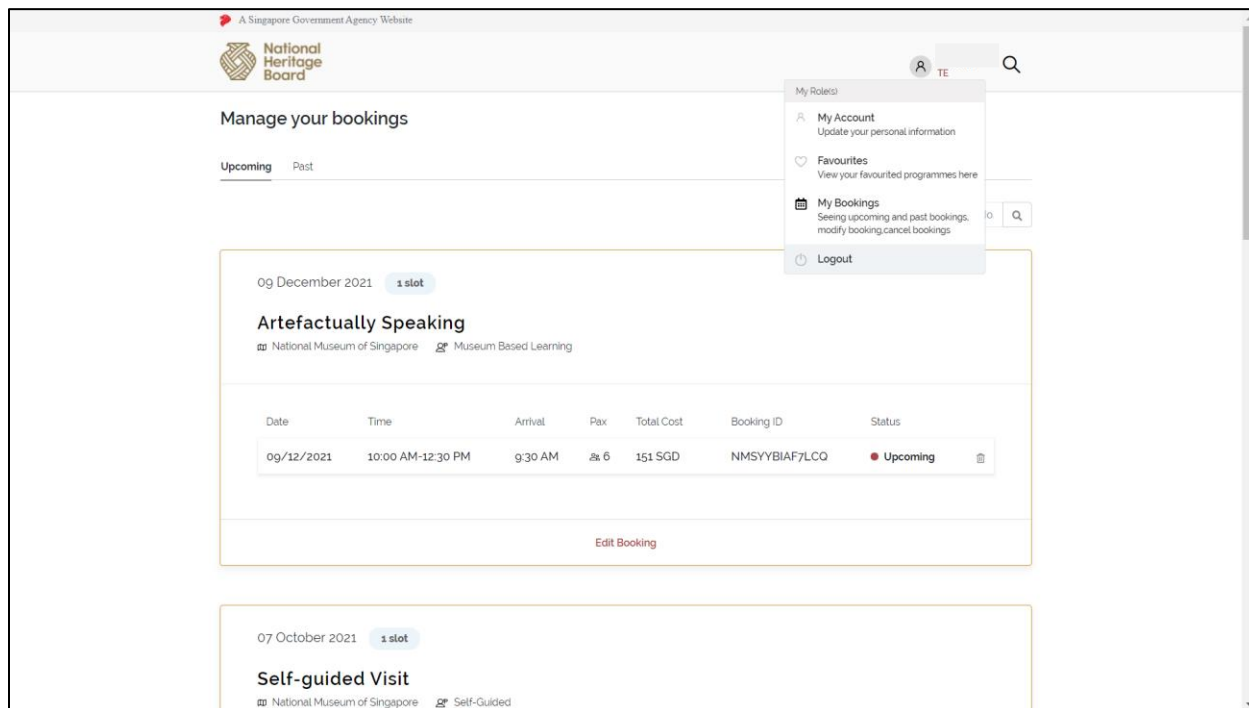 A Singapore Government Agency Website
National
Heritage
Board
TE
My Role(s)
My Account
Update your personal information
Favourites
View your favourited programmes here
My Bookings
Seeing upcoming and past bookings,
modify booking,cancel bookings
Logout
Manage your bookings
Upcoming Past
09 December 2021 1 slot
Artefactually Speaking
National Museum of Singapore Museum Based Learning
Date Time Arrival Pax Total Cost Booking ID Status
09/12/2021 10:00 AM-12:30 PM 9:30 AM 6 151 SGD NMSYYBIAF7LCQ Upcoming
Edit Booking
07 October 2021 1 slot
Self-guided Visit
National Museum of Singapore Self-Guided